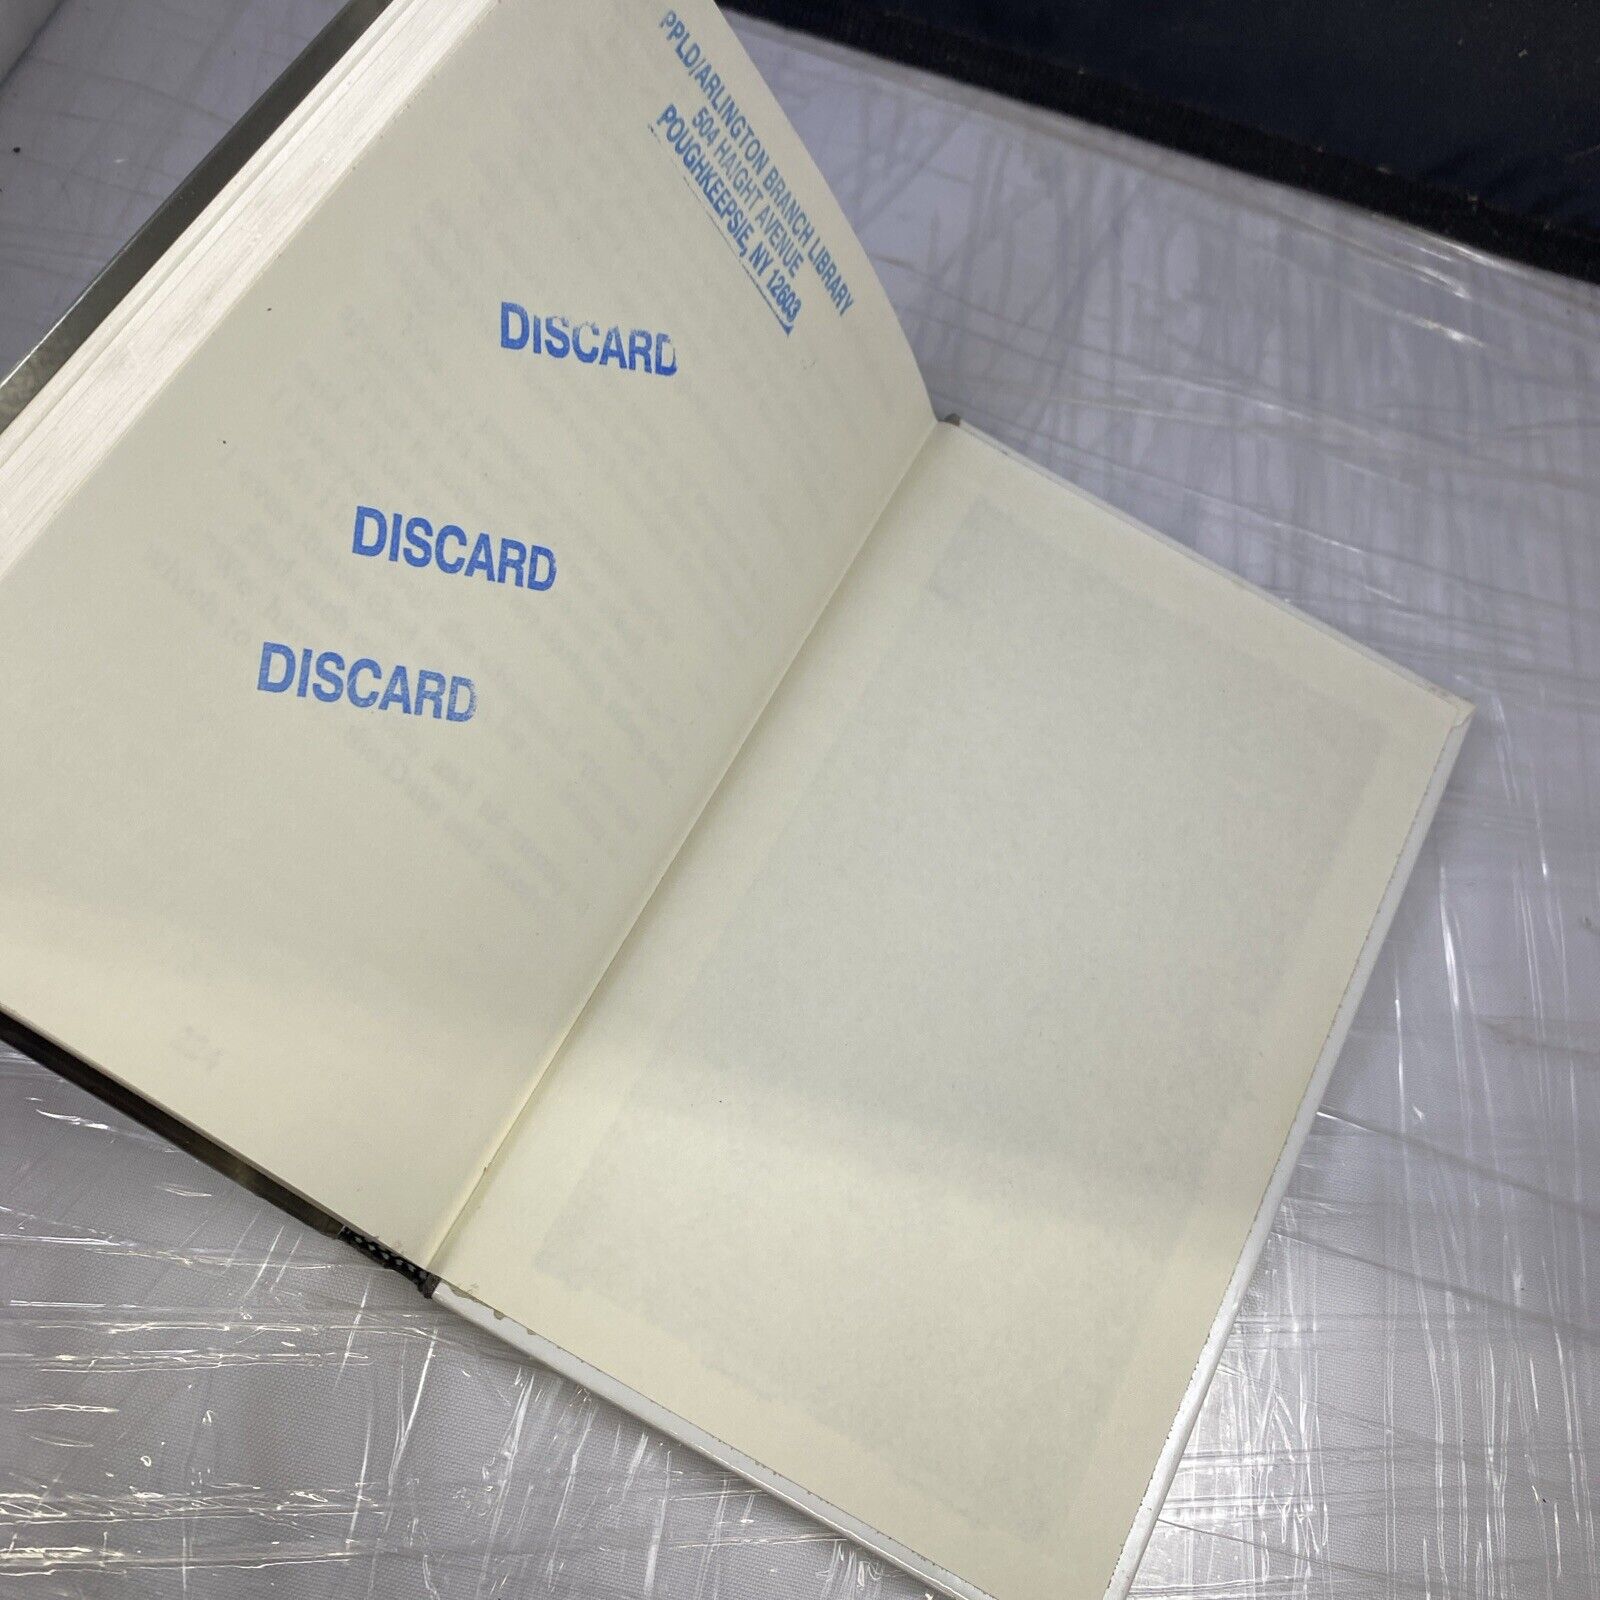 PPLD/ARLINGTON BRANCH LIBRARY
504 HAIGHT AVENUE
POUGHKEEPSIE, NY 12603
DISCARD
DISCARD
DISCARD